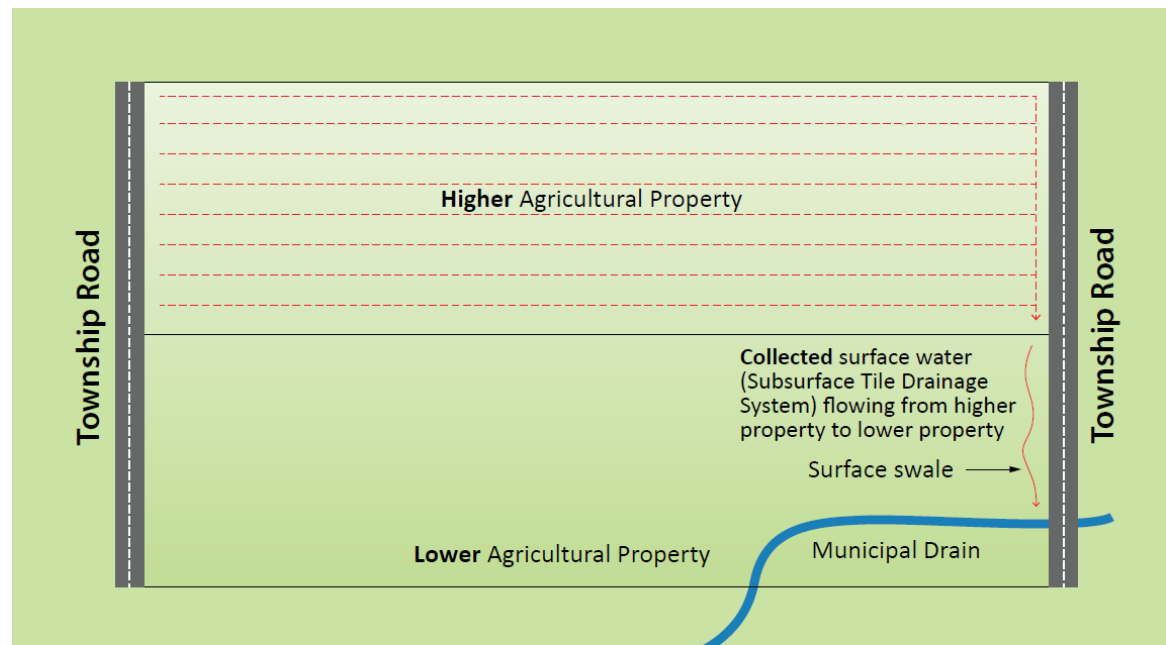 Township Road
Higher Agricultural Property
Collected surface water
(Subsurface Tile Drainage
System) flowing from higher
property to lower property
Surface swale
Lower Agricultural Property
Municipal Drain
Township Road